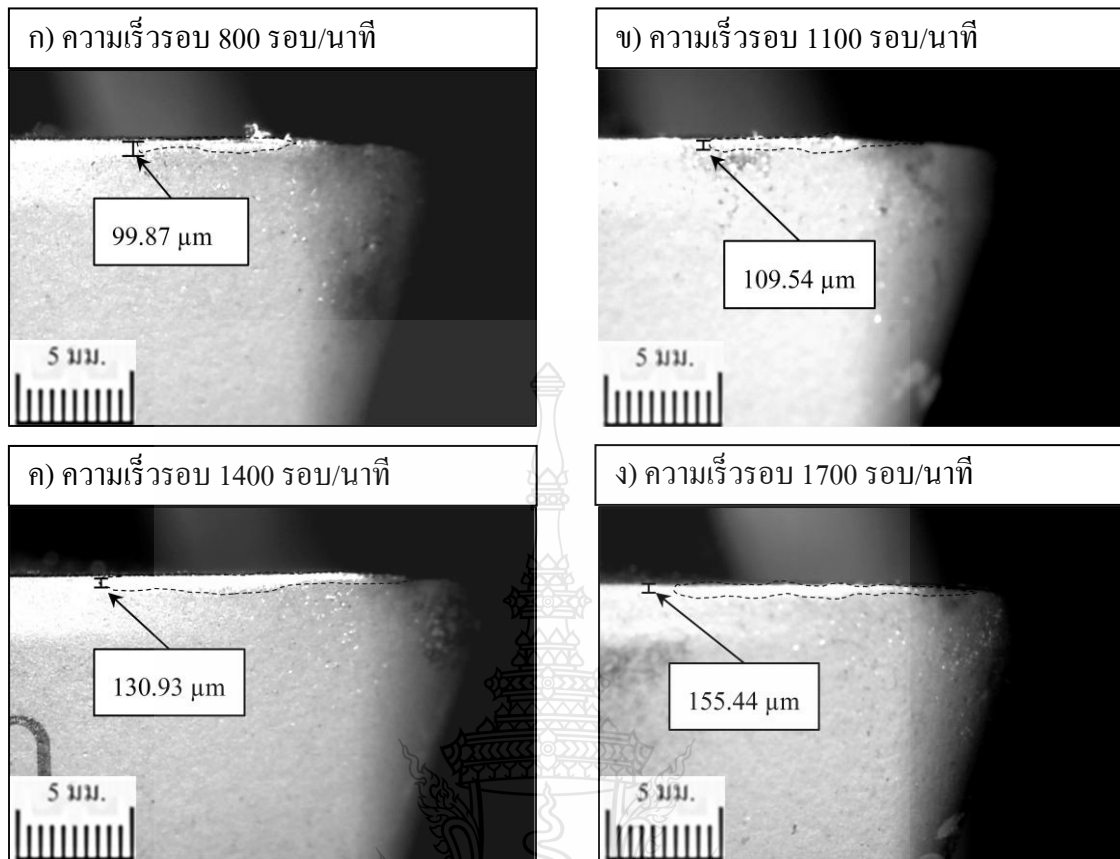 ก) ความเร็วรอบ 800 รอบ/นาที
ข) ความเร็วรอบ 1100 รอบ/นาที
99.87 µm
109.54 µm
5 มม.
5 มม.
ค) ความเร็วรอบ 1400 รอบ/นาที
ง) ความเร็วรอบ 1700 รอบ/นาที
130.93 µm
155.44 µm
5 มม.
5 มม.